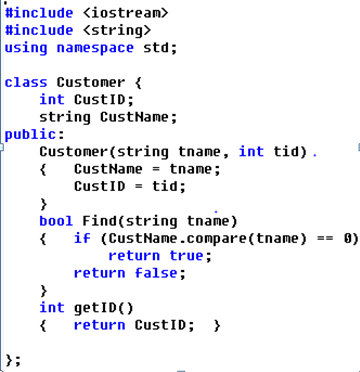 #include <iostream>
#include <string>
using namespace std;
class Customer {
int CustID;
string CustName;
public:
Customer(string tname, int tid)
{ CustName = tname;
CustID = tid;
}
bool Find(string tname)
{ if (CustName.compare(tname) == 0)
return true;
return false;
}
int getID()
{ return CustID; }
};